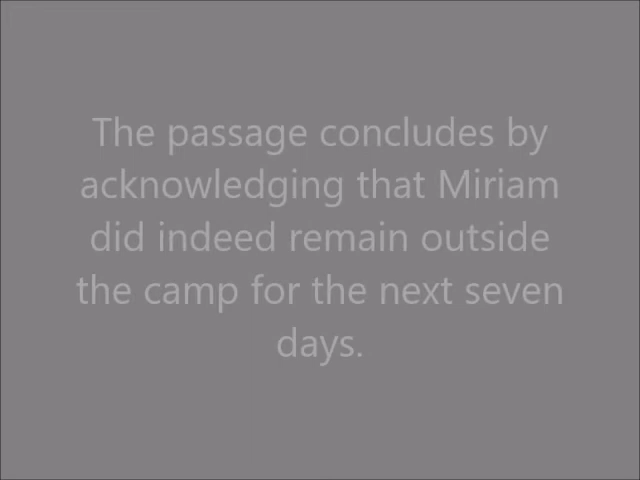 The passage concludes by
acknowledging that Miriam
did indeed remain outside
the camp for the next seven
days.